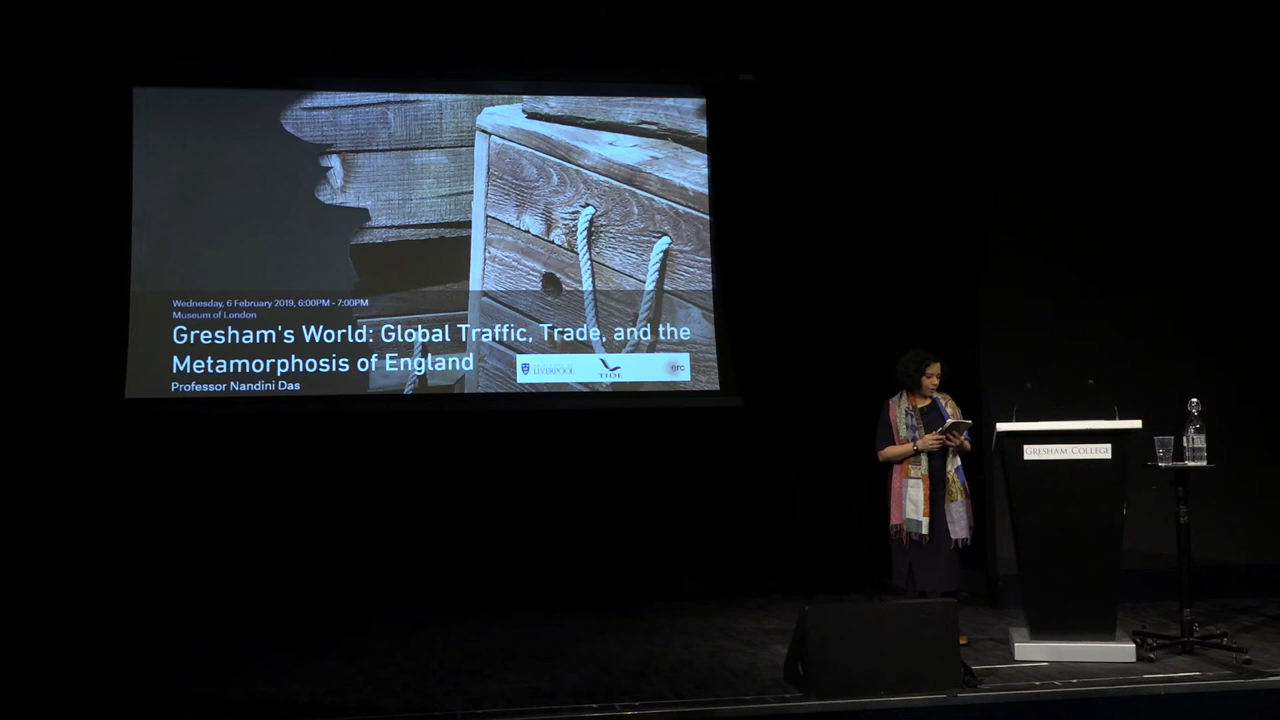 Wednesday, 6 February 2019, 6:00PM - 7:00PM
Museum of London
Gresham's World: Global Traffic, Trade, and the
Metamorphosis of England
Professor Nandini Das
LIVERPOOL
TIDE
erc
GRESHAM COLLEGE